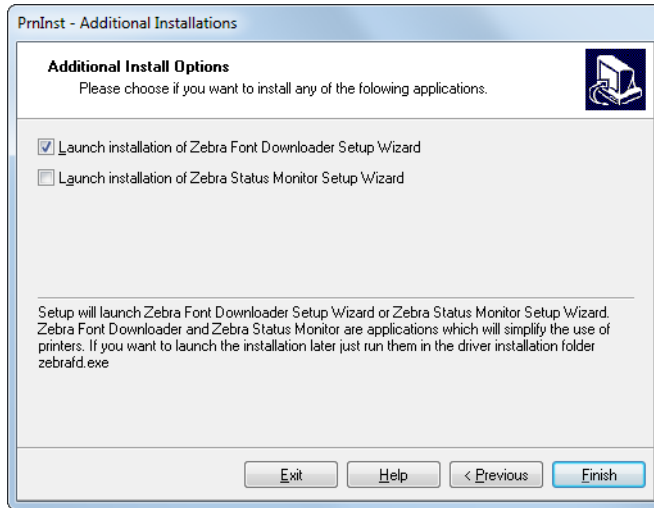 PrnInst - Additional Installations
Additional Install Options
Please choose if you want to install any of the folowing applications.
Launch installation of Zebra Font Downloader Setup Wizard
Launch installation of Zebra Status Monitor Setup Wizard
Setup will launch Zebra Font Downloader Setup Wizard or Zebra Status Monitor Setup Wizard.
Zebra Font Downloader and Zebra Status Monitor are applications which will simplify the use of
printers. If you want to launch the installation later just run them in the driver installation folder
zebrafd.exe
Exit Help < Previous Finish